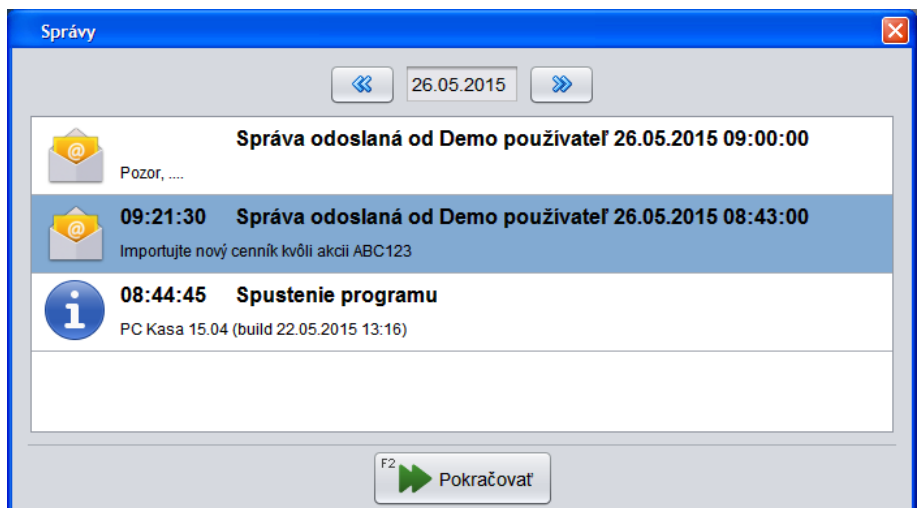 Správy
26.05.2015
Správa odoslaná od Demo používateľ 26.05.2015 09:00:00
Pozor, ....
09:21:30 Správa odoslaná od Demo používateľ 26.05.2015 08:43:00
Importujte nový cenník kvôli akcii ABC123
08:44:45 Spustenie programu
PC Kasa 15.04 (build 22.05.2015 13:16)
F2 Pokračovať